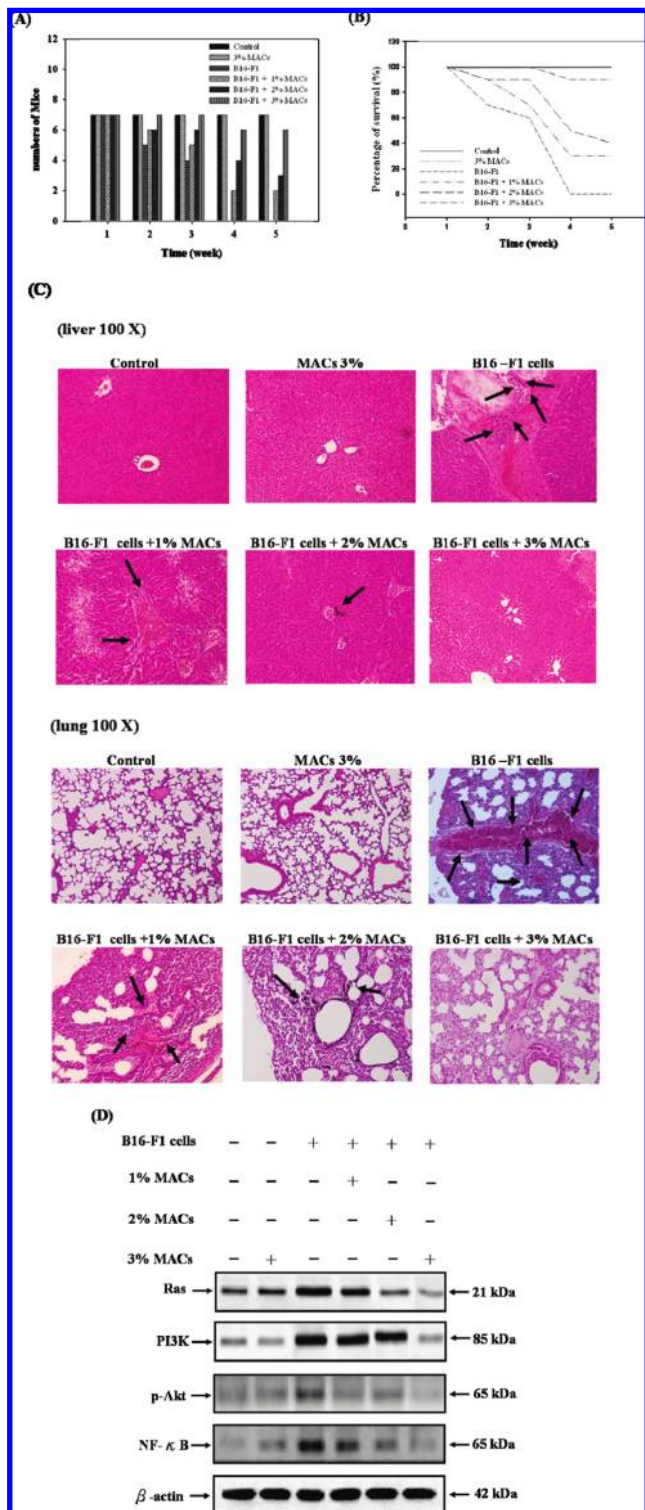 (A)
12
10
8
6
4
2
0
numbers of Mice
Control
3% MACs
B16-F1
B16-F1 + 1% MACs
B16-F1 + 2% MACs
B16-F1 + 3% MACs
1 2 3 4 5
Time (week)
(B)
120
100
80
60
40
20
0
Percentage of survival (%)
Control
3% MACs
B16-F1
B16-F1 + 1% MACs
B16-F1 + 2% MACs
B16-F1 + 3% MACs
0 1 2 3 4 5
Time (week)
(C)
(liver 100 X)
Control MACs 3% B16 –F1 cells
B16-F1 cells +1% MACs B16-F1 cells + 2% MACs B16-F1 cells + 3% MACs
(lung 100 X)
Control MACs 3% B16 –F1 cells
B16-F1 cells +1% MACs B16-F1 cells + 2% MACs B16-F1 cells + 3% MACs
(D)
B16-F1 cells – – + + + +
1% MACs – – – + – –
2% MACs – – – – + –
3% MACs – + – – – +
Ras 21 kDa
PI3K 85 kDa
p-Akt 65 kDa
NF-κB 65 kDa
β-actin 42 kDa